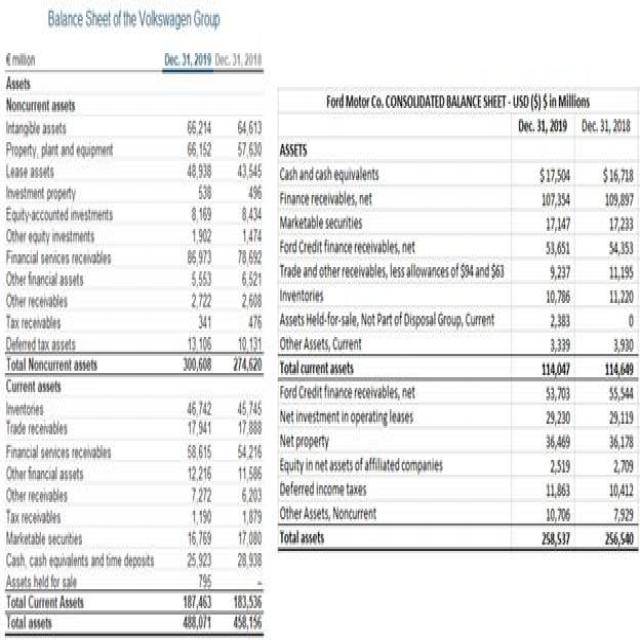 Balance Sheet of the Volkswagen Group
€ million Dec. 31, 2019 Dec. 31, 2018
Assets
Noncurrent assets
Intangible assets 66,214 64,613
Property, plant and equipment 66,152 57,630
Lease assets 48,938 43,545
Investment property 538 496
Equity-accounted investments 8,169 8,434
Other equity investments 1,902 1,474
Financial services receivables 86,973 78,692
Other financial assets 5,553 6,521
Other receivables 2,722 2,608
Tax receivables 341 476
Deferred tax assets 13,106 10,131
Total Noncurrent assets 300,608 274,620
Current assets
Inventories 46,742 45,745
Trade receivables 17,941 17,888
Financial services receivables 58,615 54,216
Other financial assets 12,216 11,586
Other receivables 7,272 6,203
Tax receivables 1,190 1,879
Marketable securities 16,769 17,080
Cash, cash equivalents and time deposits 25,923 28,938
Assets held for sale 795 -
Total Current Assets 187,463 183,536
Total assets 488,071 458,156
Ford Motor Co. CONSOLIDATED BALANCE SHEET - USD ($) $ in Millions
Dec. 31, 2019 Dec. 31, 2018
ASSETS
Cash and cash equivalents $17,504 $16,718
Finance receivables, net 107,354 109,897
Marketable securities 17,147 17,233
Ford Credit finance receivables, net 53,651 54,353
Trade and other receivables, less allowances of $94 and $63 9,237 11,195
Inventories 10,786 11,220
Assets Held-for-sale, Not Part of Disposal Group, Current 2,383 0
Other Assets, Current 3,339 3,930
Total current assets 114,047 114,649
Ford Credit finance receivables, net 53,703 55,544
Net investment in operating leases 29,230 29,119
Net property 36,469 36,178
Equity in net assets of affiliated companies 2,519 2,709
Deferred income taxes 11,863 10,412
Other Assets, Noncurrent 10,706 7,929
Total assets 258,537 256,540